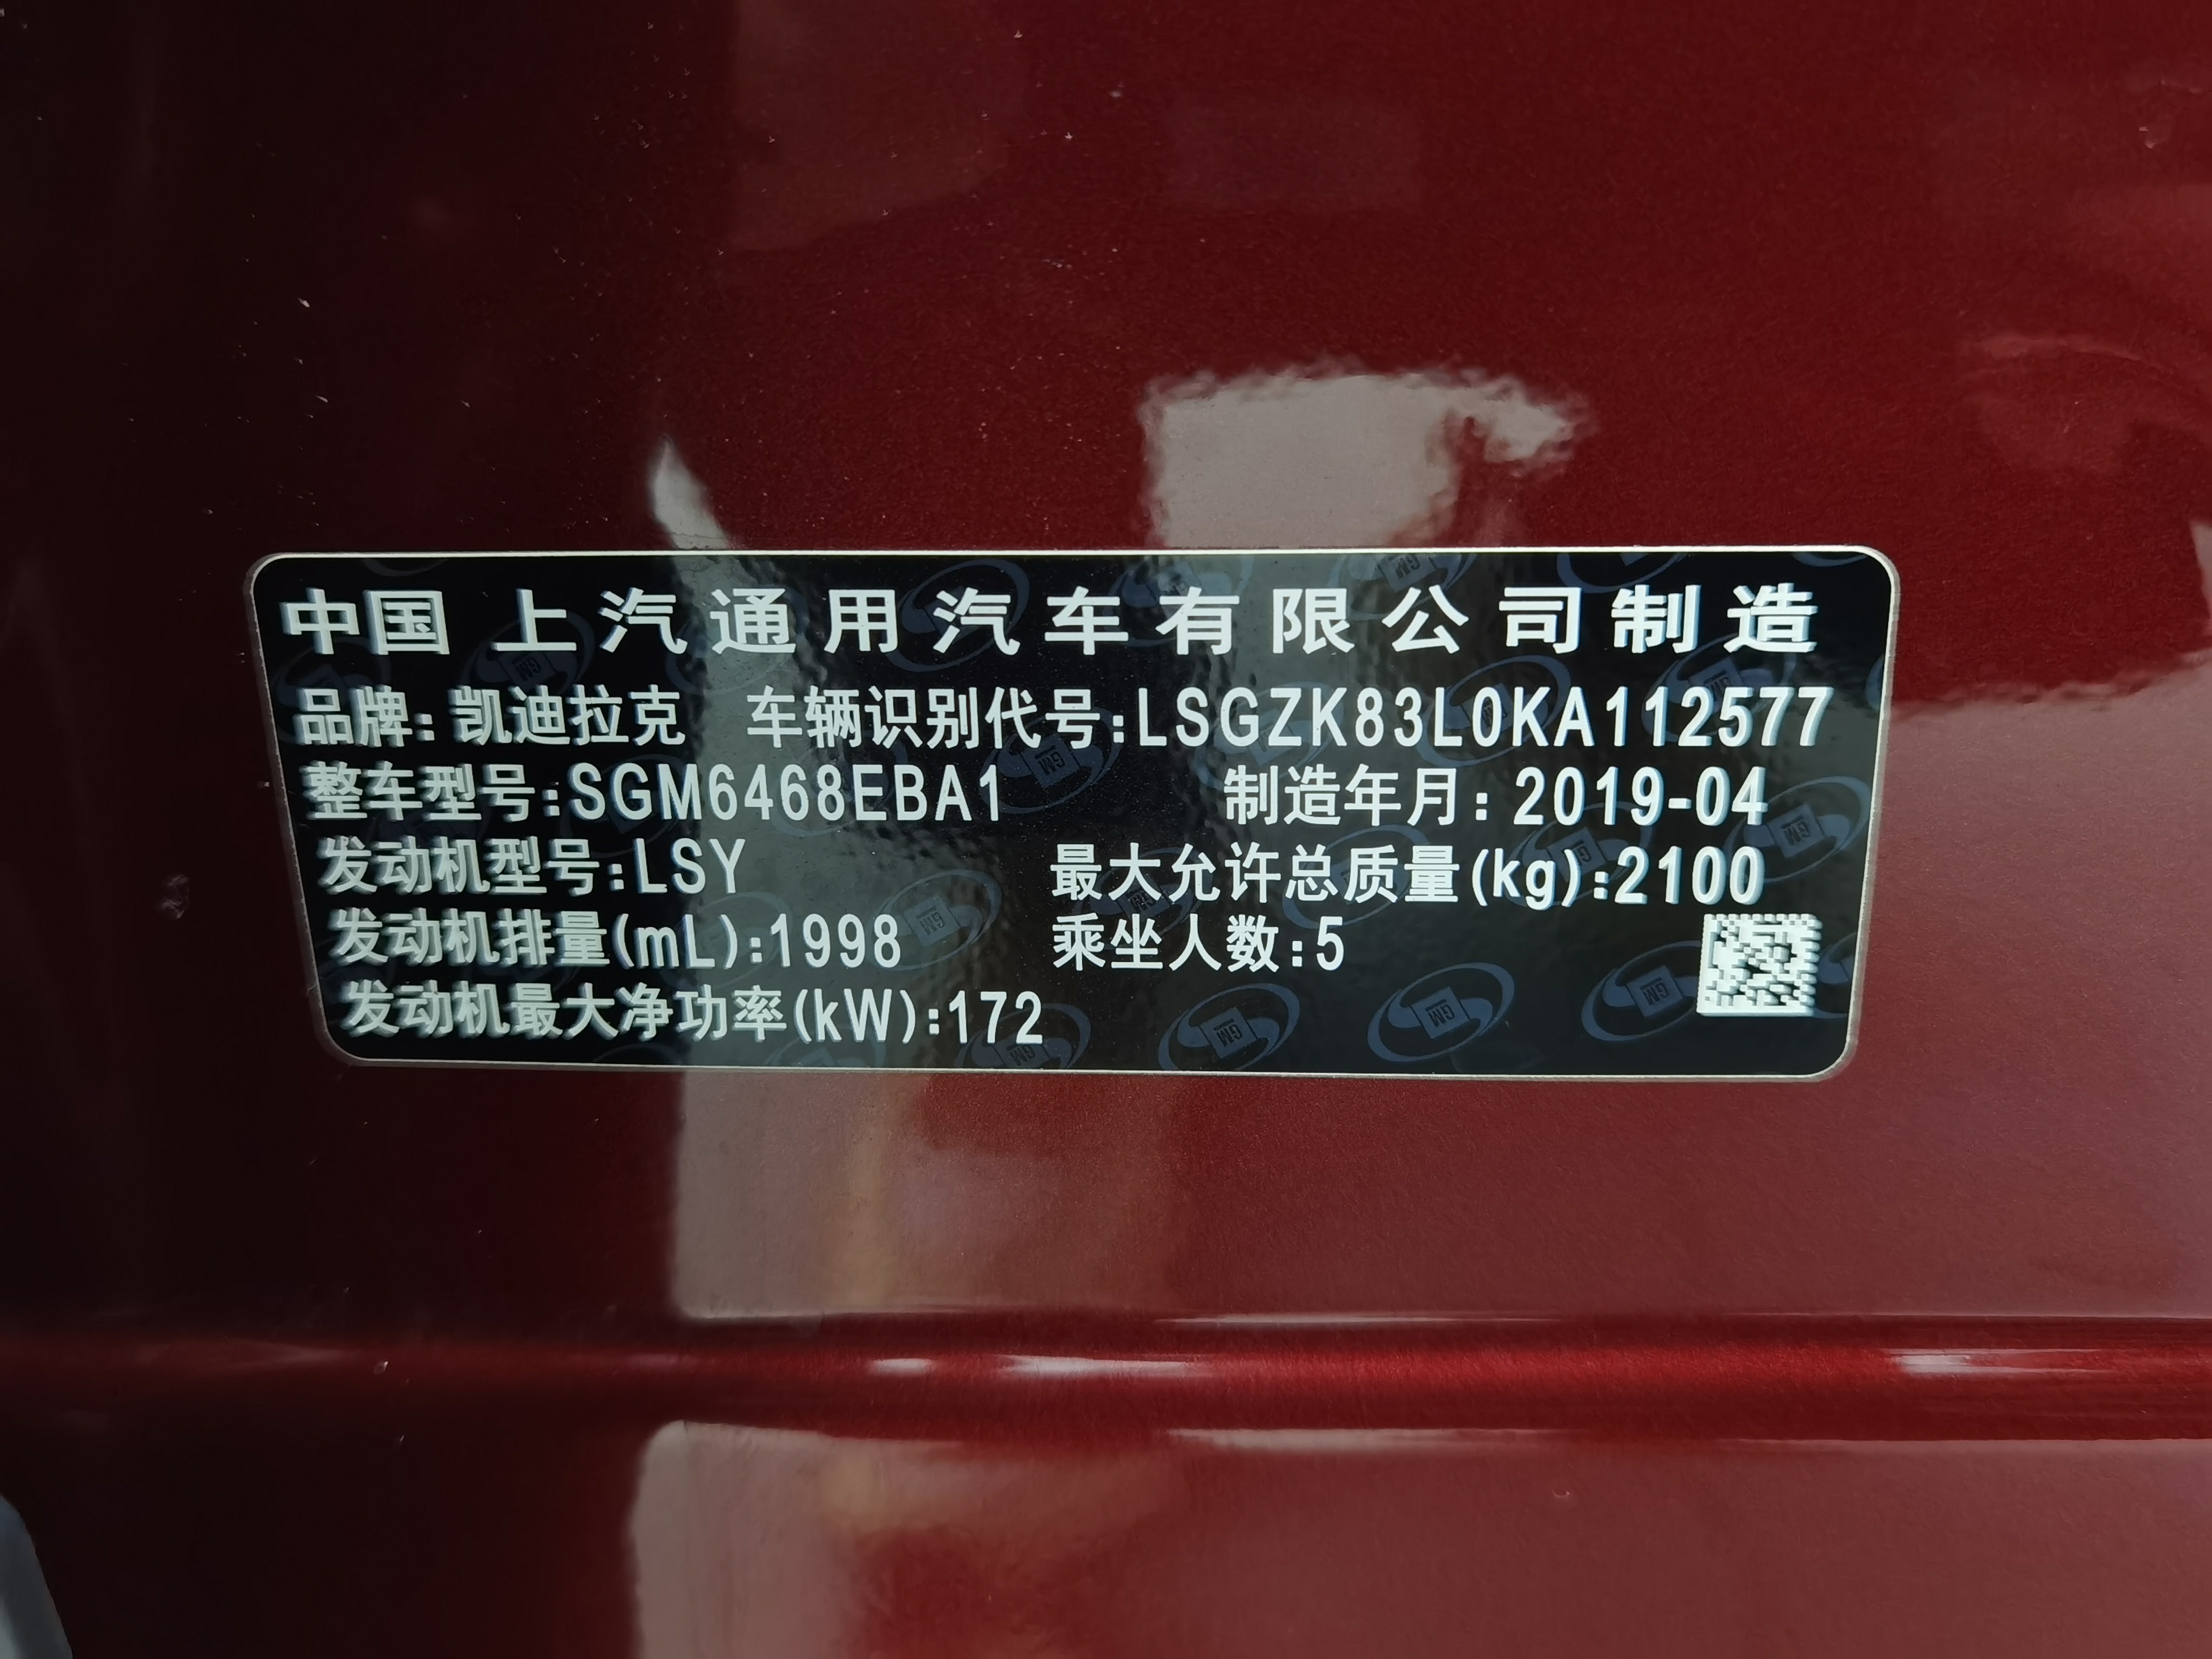 中国 上汽通用汽车有限公司制造
品牌: 凯迪拉克 车辆识别代号:LSGZK83L0KA112577
整车型号:SGM6468EBA1 制造年月: 2019-04
发动机型号:LSY 最大允许总质量(kg):2100
发动机排量(mL):1998 乘坐人数:5
发动机最大净功率(kW):172